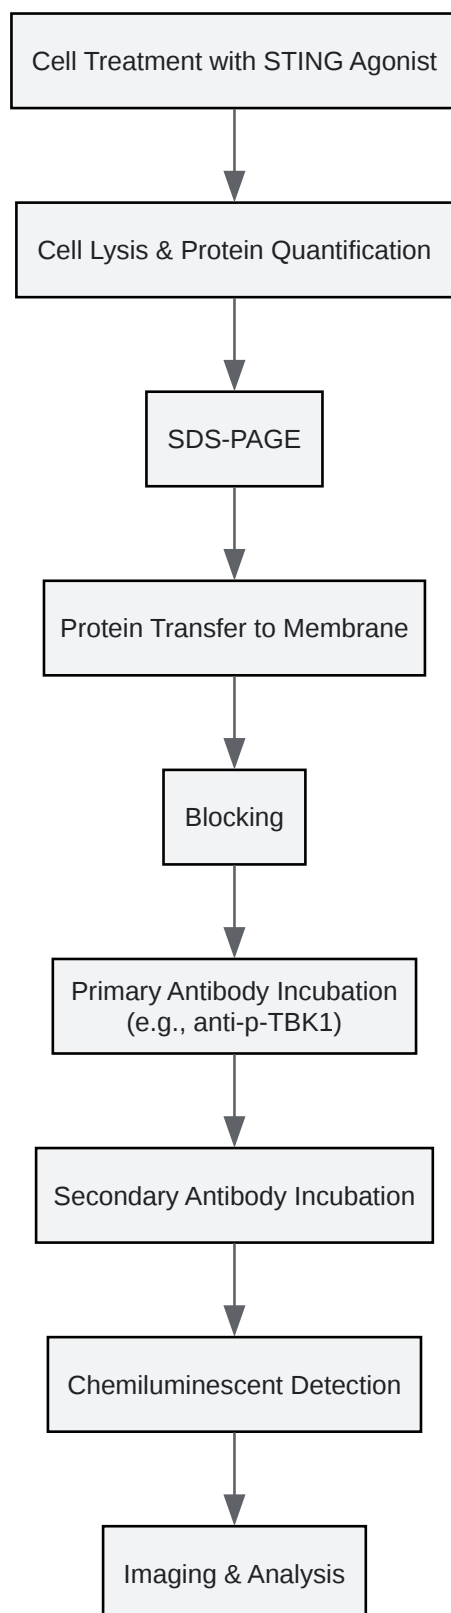 Cell Treatment with STING Agonist
Cell Lysis & Protein Quantification
SDS-PAGE
Protein Transfer to Membrane
Blocking
Primary Antibody Incubation
(e.g., anti-p-TBK1)
Secondary Antibody Incubation
Chemiluminescent Detection
Imaging & Analysis